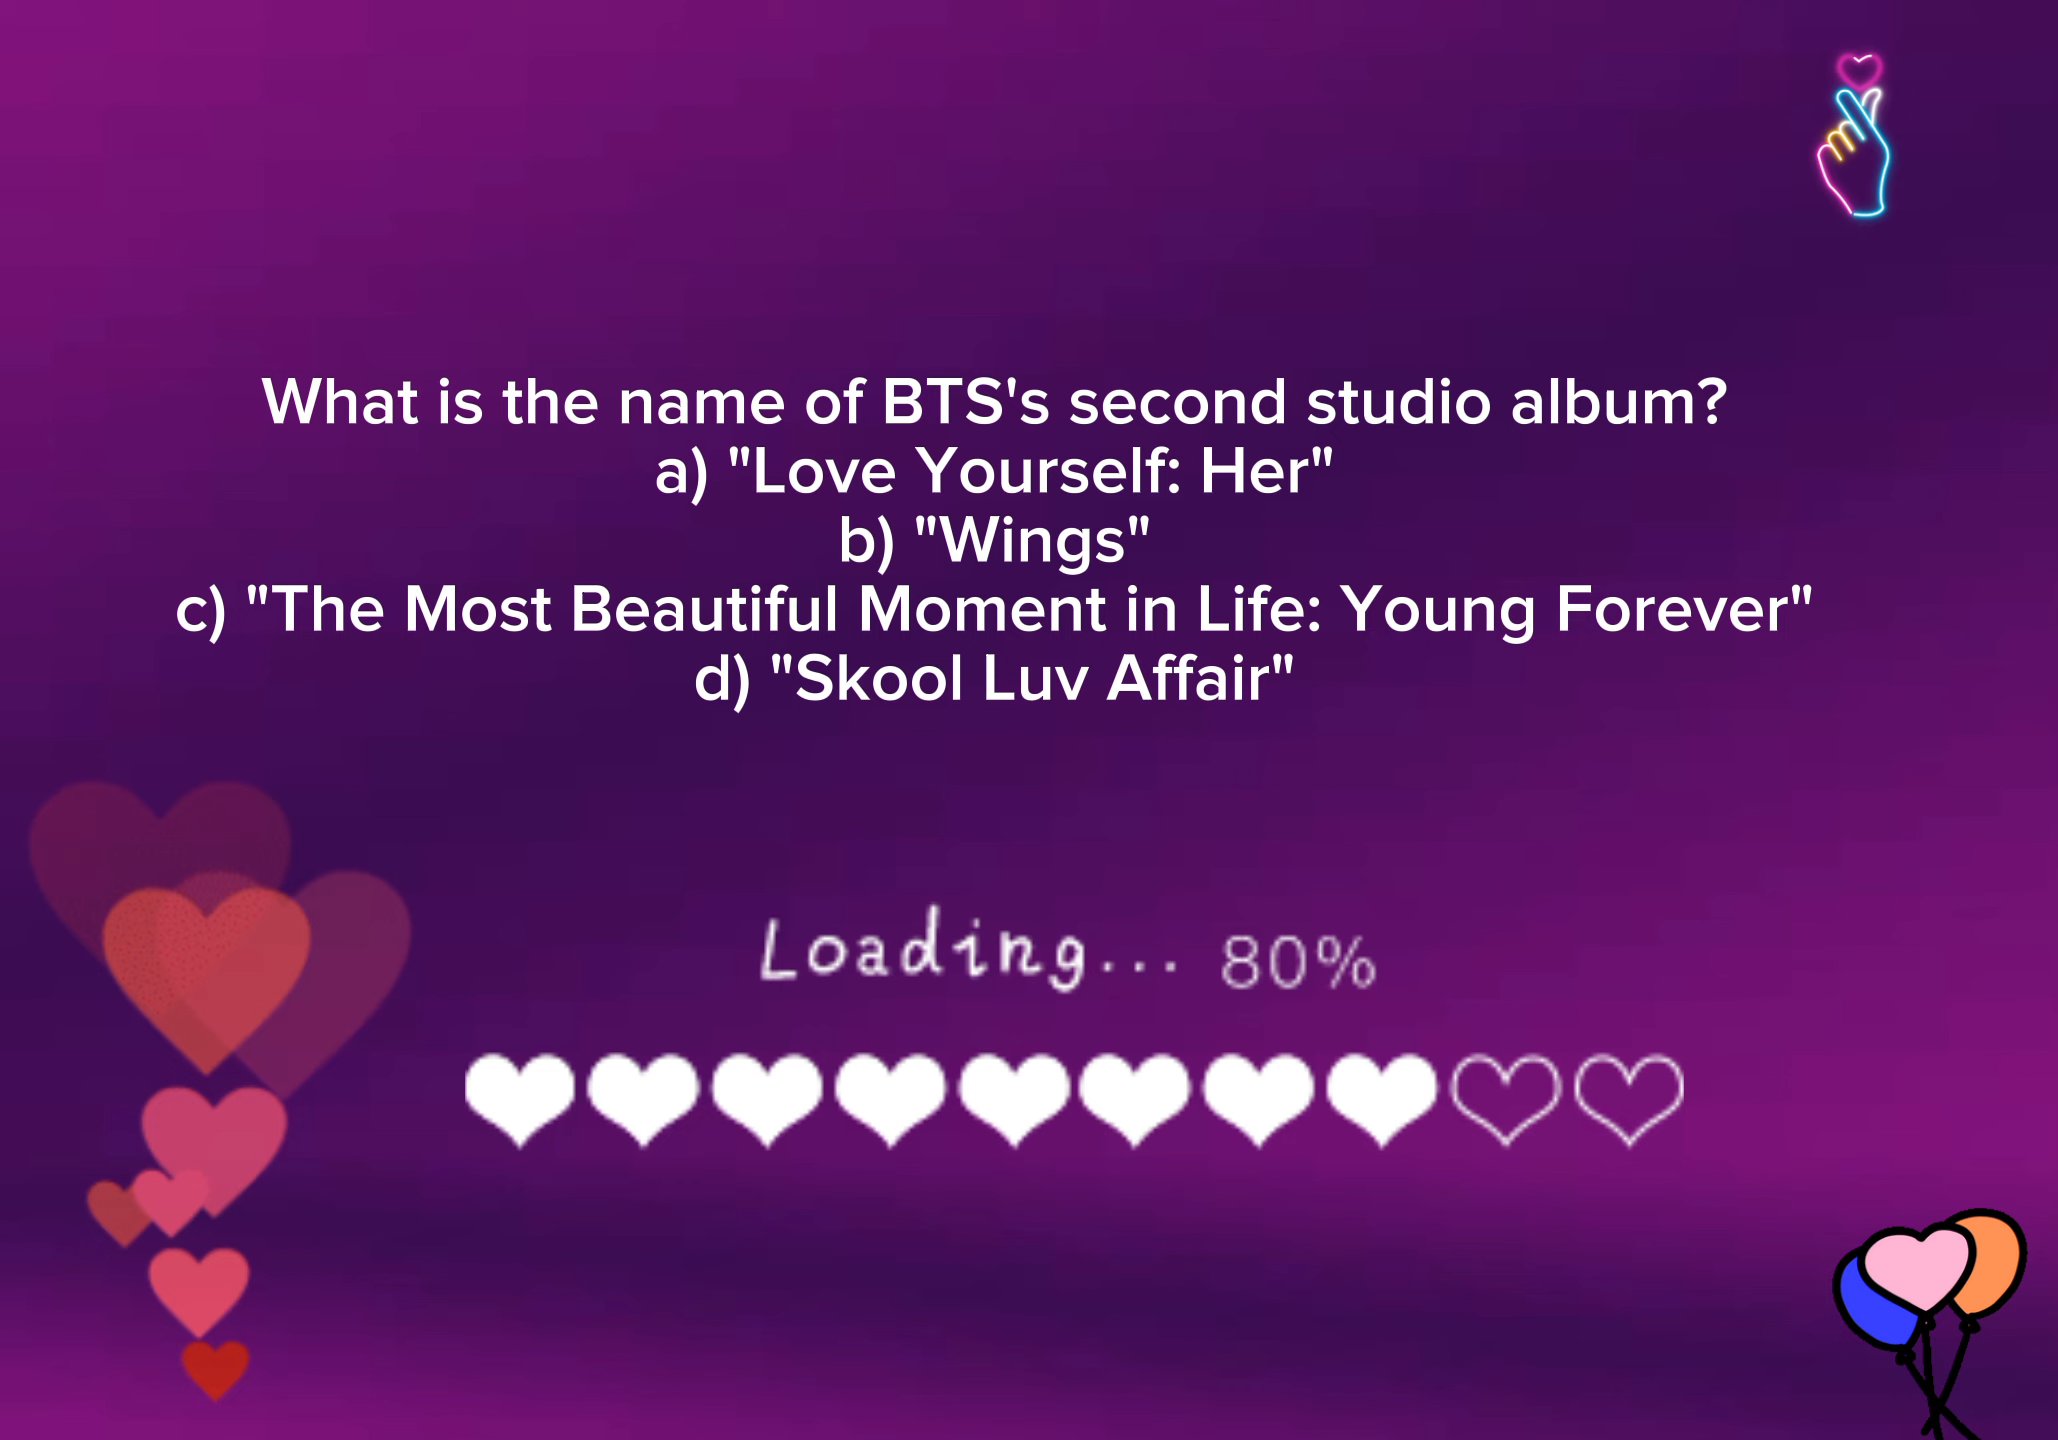 What is the name of BTS's second studio album?
a) "Love Yourself: Her"
b) "Wings"
c) "The Most Beautiful Moment in Life: Young Forever"
d) "Skool Luv Affair"
Loading... 80%